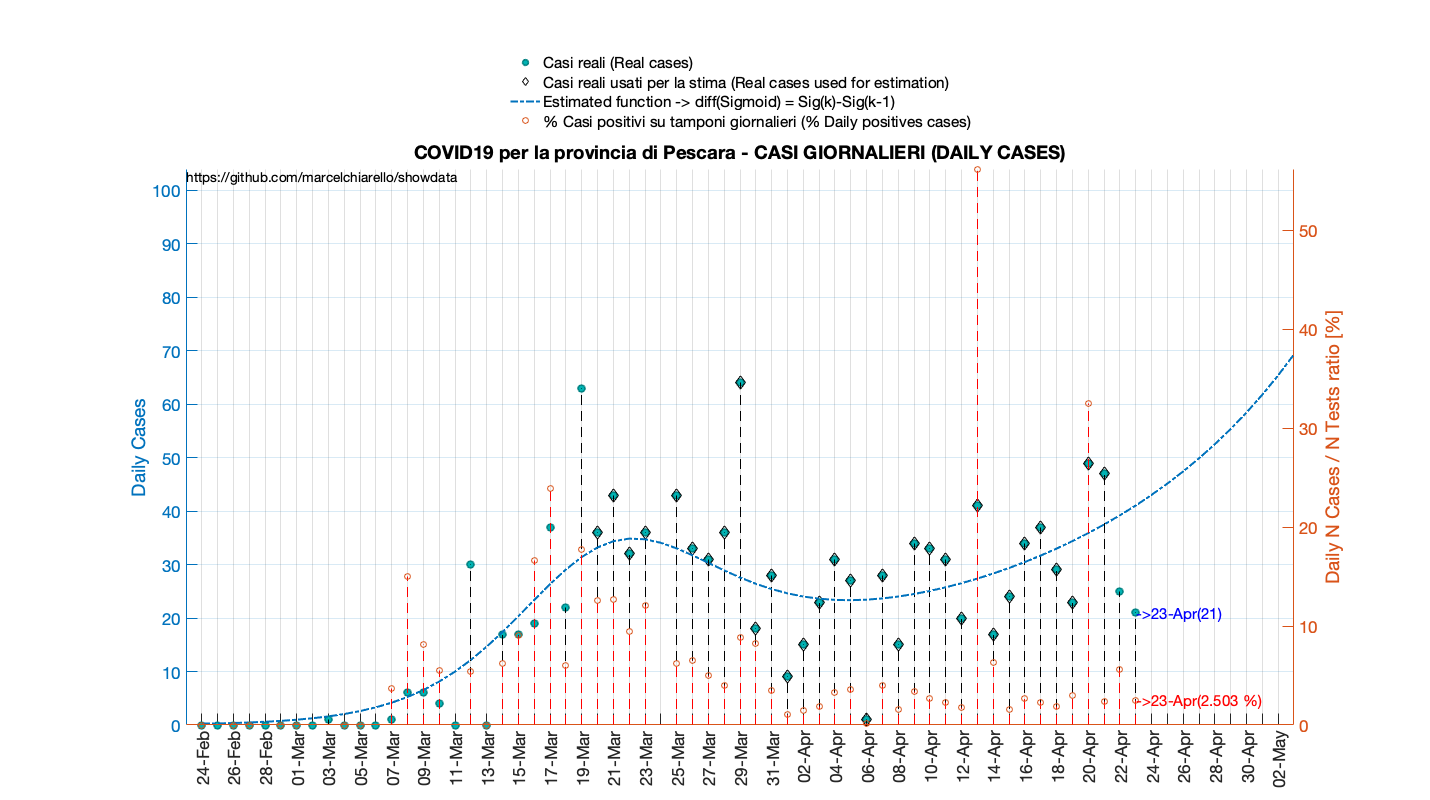 Casi reali (Real cases)
Casi reali usati per la stima (Real cases used for estimation)
Estimated function -> diff(Sigmoid) = Sig(k)-Sig(k-1)
% Casi positivi su tamponi giornalieri (% Daily positives cases)
COVID19 per la provincia di Pescara - CASI GIORNALIERI (DAILY CASES)
https://github.com/marcelchiarello/showdata
Daily Cases
100
90
80
70
60
50
40
30
20
10
0
50
40
30
20
10
0
Daily N Cases / N Tests ratio [%]
->23-Apr(21)
->23-Apr(2.503 %)
24-Feb
26-Feb
28-Feb
01-Mar
03-Mar
05-Mar
07-Mar
09-Mar
11-Mar
13-Mar
15-Mar
17-Mar
19-Mar
21-Mar
23-Mar
25-Mar
27-Mar
29-Mar
31-Mar
02-Apr
04-Apr
06-Apr
08-Apr
10-Apr
12-Apr
14-Apr
16-Apr
18-Apr
20-Apr
22-Apr
24-Apr
26-Apr
28-Apr
30-Apr
02-May